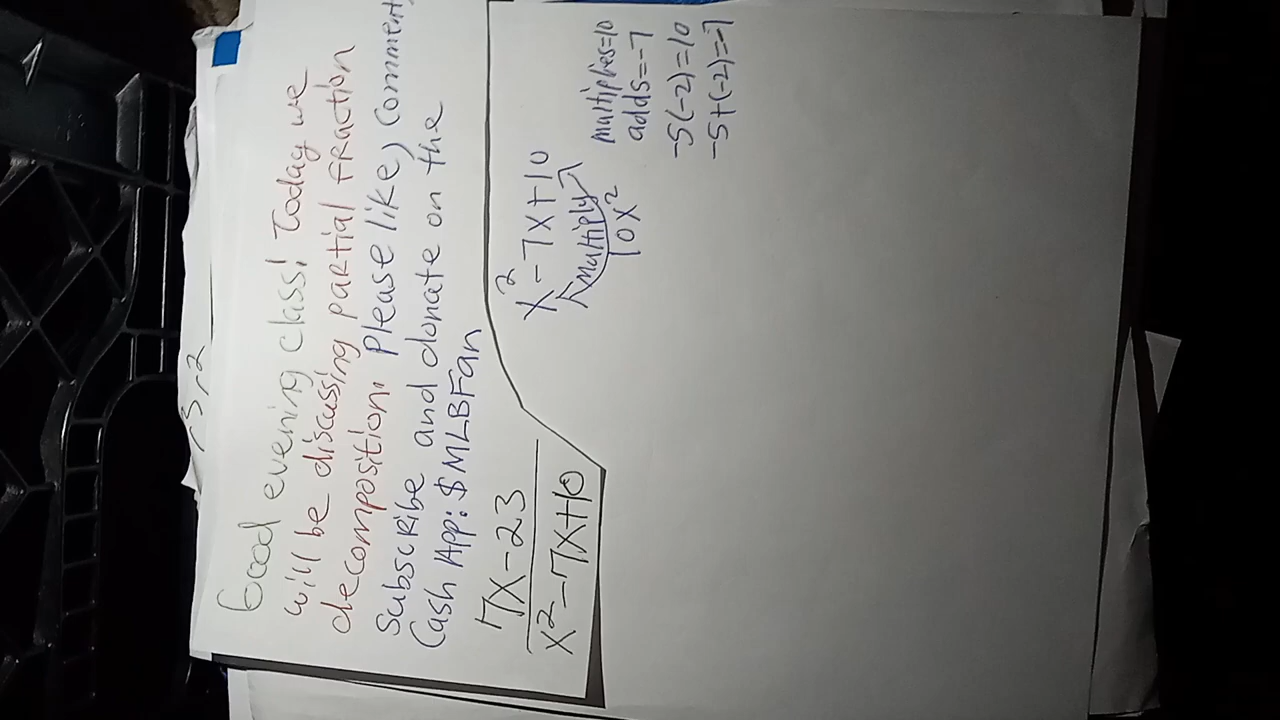 Good evening class! Today we
will be discussing partial fraction
decomposition. Please like, comment,
Subscribe and donate on the
Cash App: $MLBFan
7x-23
x²-7x+10
x²-7x+10
multiply
10x²
multiplies=10
adds=-7
-5(-2)=10
-5+(-2)=-7